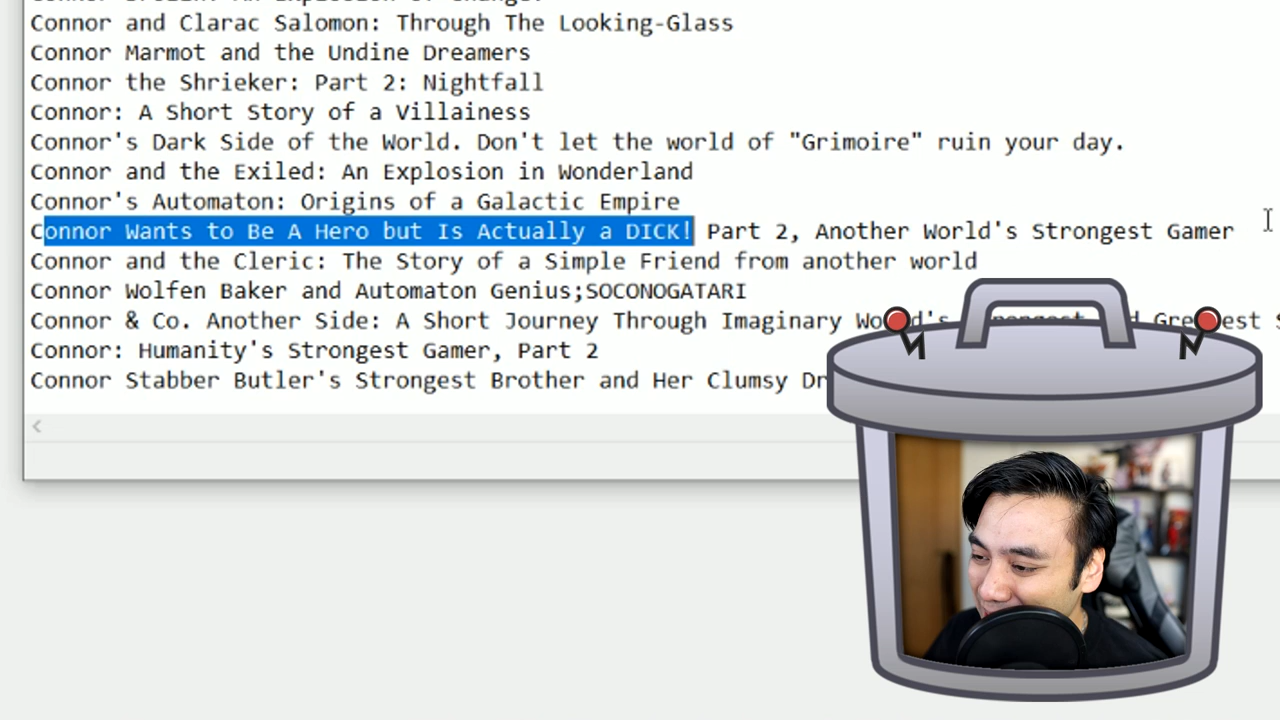 Connor and Clarac Salomon: Through The Looking-Glass
Connor Marmot and the Undine Dreamers
Connor the Shrieker: Part 2: Nightfall
Connor: A Short Story of a Villainess
Connor's Dark Side of the World. Don't let the world of "Grimoire" ruin your day.
Connor and the Exiled: An Explosion in Wonderland
Connor's Automaton: Origins of a Galactic Empire
Connor Wants to Be A Hero but Is Actually a DICK! Part 2, Another World's Strongest Gamer
Connor and the Cleric: The Story of a Simple Friend from another world
Connor Wolfen Baker and Automaton Genius;SOCONOGATARI
Connor & Co. Another Side: A Short Journey Through Imaginary World's Strongest and Greatest
Connor: Humanity's Strongest Gamer, Part 2
Connor Stabber Butler's Strongest Brother and Her Clumsy